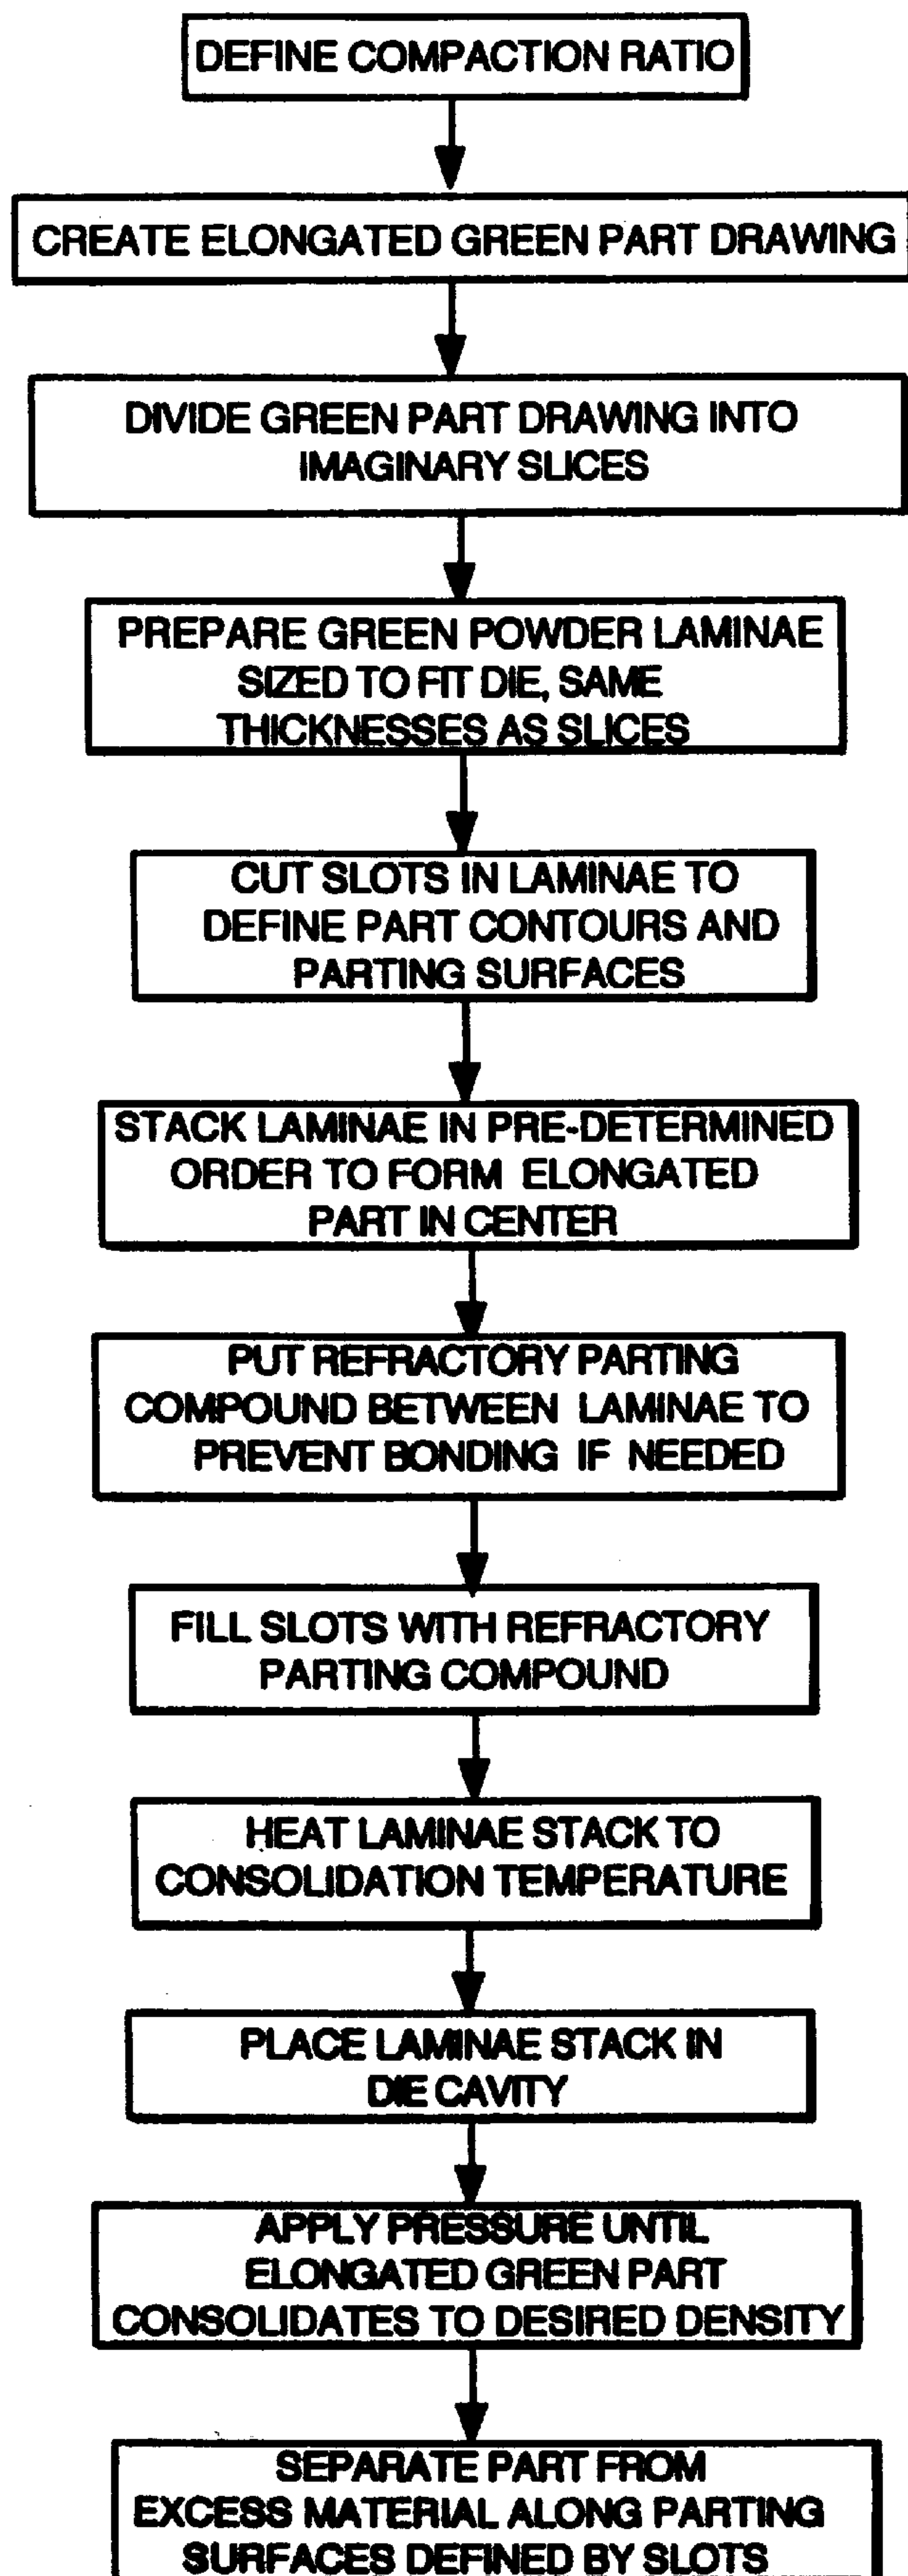 DEFINE COMPACTION RATIO
CREATE ELONGATED GREEN PART DRAWING
DIVIDE GREEN PART DRAWING INTO
IMAGINARY SLICES
PREPARE GREEN POWDER LAMINAE
SIZED TO FIT DIE, SAME
THICKNESSES AS SLICES
CUT SLOTS IN LAMINAE TO
DEFINE PART CONTOURS AND
PARTING SURFACES
STACK LAMINAE IN PRE-DETERMINED
ORDER TO FORM ELONGATED
PART IN CENTER
PUT REFRACTORY PARTING
COMPOUND BETWEEN LAMINAE TO
PREVENT BONDING IF NEEDED
FILL SLOTS WITH REFRACTORY
PARTING COMPOUND
HEAT LAMINAE STACK TO
CONSOLIDATION TEMPERATURE
PLACE LAMINAE STACK IN
DIE CAVITY
APPLY PRESSURE UNTIL
ELONGATED GREEN PART
CONSOLIDATES TO DESIRED DENSITY
SEPARATE PART FROM
EXCESS MATERIAL ALONG PARTING
SURFACES DEFINED BY SLOTS